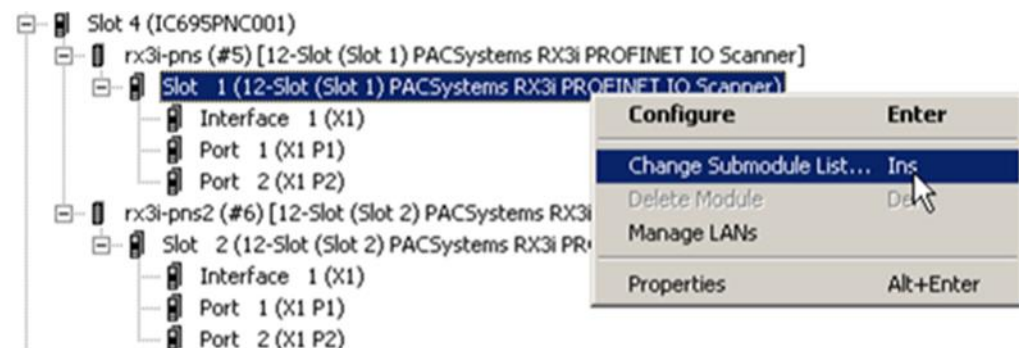 Slot 4 (IC695PNC001)
rx3i-pns (#5) [12-Slot (Slot 1) PACSystems RX3i PROFINET IO Scanner]
Slot 1 (12-Slot (Slot 1) PACSystems RX3i PROFINET IO Scanner)
Interface 1 (X1)
Port 1 (X1 P1)
Port 2 (X1 P2)
rx3i-pns2 (#6) [12-Slot (Slot 2) PACSystems RX3i
Slot 2 (12-Slot (Slot 2) PACSystems RX3i
Interface 1 (X1)
Port 1 (X1 P1)
Port 2 (X1 P2)
Configure Enter
Change Submodule List... Ins
Delete Module
Manage LANs
Properties Alt+Enter